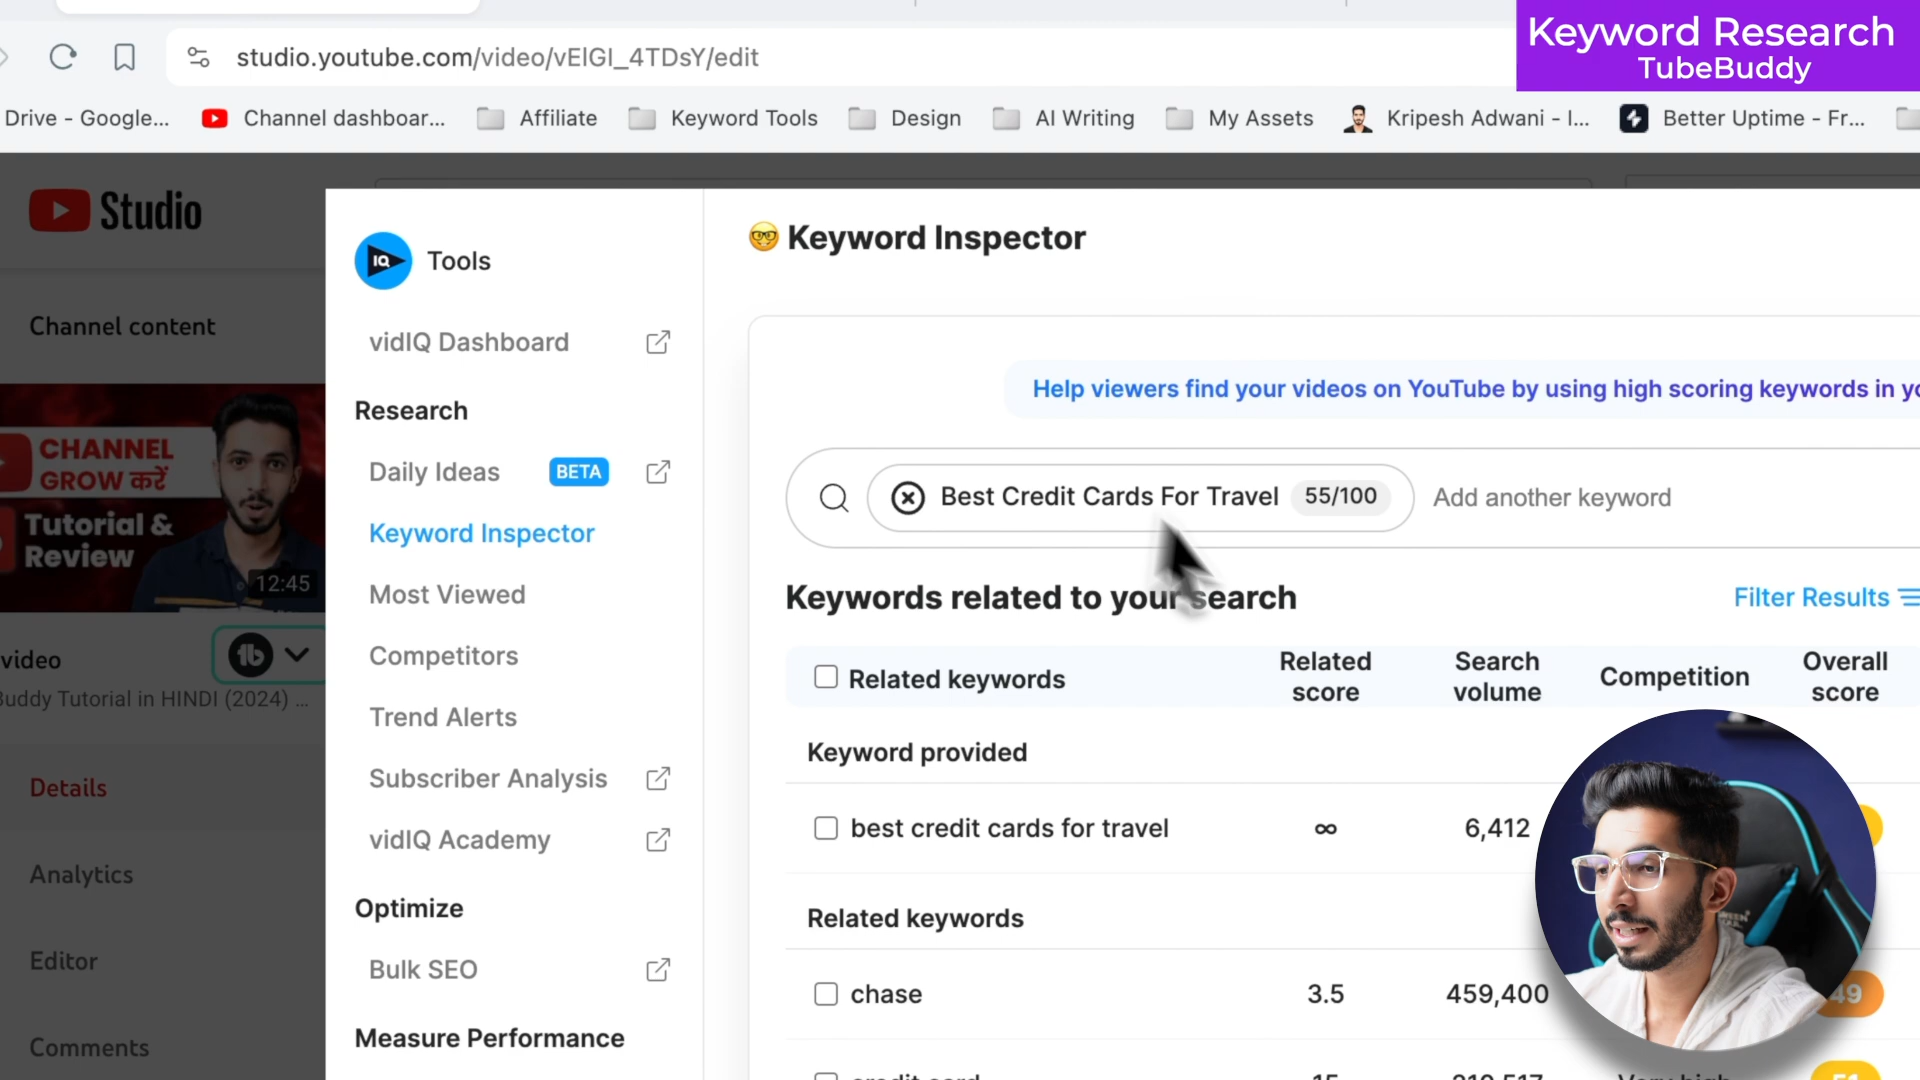 Keyword Research
TubeBuddy
studio.youtube.com/video/vElGI_4TDsY/edit
Drive - Google...
Channel dashboar...
Affiliate
Keyword Tools
Design
AI Writing
My Assets
Kripesh Adwani - I...
Better Uptime - Fr...
Studio
Channel content
CHANNEL
GROW करें
Tutorial &
Review
12:45
video
Buddy Tutorial in HINDI (2024) ...
Details
Analytics
Editor
Comments
IQ
Tools
vidIQ Dashboard
Research
Daily Ideas
BETA
Keyword Inspector
Most Viewed
Competitors
Trend Alerts
Subscriber Analysis
vidIQ Academy
Optimize
Bulk SEO
Measure Performance
🤓 Keyword Inspector
Help viewers find your videos on YouTube by using high scoring keywords in
Best Credit Cards For Travel 55/100
Add another keyword
Keywords related to your search
Filter Results
Related keywords
Related score
Search volume
Competition
Overall score
Keyword provided
best credit cards for travel ∞ 6,412
Related keywords
chase 3.5 459,400 49